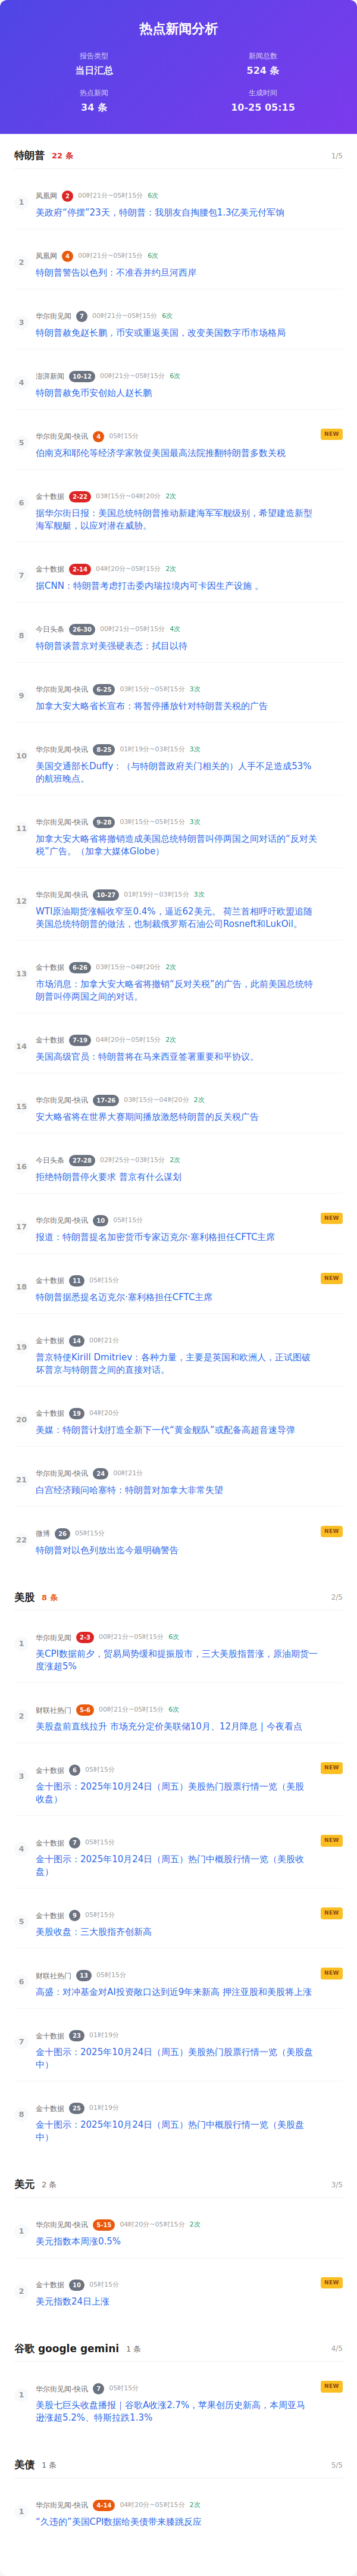 热点新闻分析
报告类型
当日汇总
新闻总数
524 条
热点新闻
34 条
生成时间
10-25 05:15
特朗普 22 条 1/5
1
凤凰网 2 00时21分~05时15分 6次
美政府“停摆”23天，特朗普：我朋友自掏腰包1.3亿美元付军饷
2
凤凰网 4 00时21分~05时15分 6次
特朗普警告以色列：不准吞并约旦河西岸
3
华尔街见闻 7 00时21分~05时15分 6次
特朗普赦免赵长鹏，币安或重返美国，改变美国数字币市场格局
4
澎湃新闻 10-12 00时21分~05时15分 6次
特朗普赦免币安创始人赵长鹏
5
华尔街见闻-快讯 4 05时15分 NEW
伯南克和耶伦等经济学家敦促美国最高法院推翻特朗普多数关税
6
金十数据 2-22 03时15分~04时20分 2次
据华尔街日报：美国总统特朗普推动新建海军军舰级别，希望建造新型
海军舰艇，以应对潜在威胁。
7
金十数据 2-14 04时20分~05时15分 2次
据CNN：特朗普考虑打击委内瑞拉境内可卡因生产设施 。
8
今日头条 26-30 00时21分~05时15分 4次
特朗普谈普京对美强硬表态：拭目以待
9
华尔街见闻-快讯 6-25 03时15分~05时15分 3次
加拿大安大略省长宣布：将暂停播放针对特朗普关税的广告
10
华尔街见闻-快讯 8-25 01时19分~03时15分 3次
美国交通部长Duffy：（与特朗普政府关门相关的）人手不足造成53%
的航班晚点。
11
华尔街见闻-快讯 9-28 03时15分~05时15分 3次
加拿大安大略省将撤销造成美国总统特朗普叫停两国之间对话的“反对关
税”广告。（加拿大媒体Globe）
12
华尔街见闻-快讯 10-27 01时19分~03时15分 3次
WTI原油期货涨幅收窄至0.4%，逼近62美元。 荷兰首相呼吁欧盟追随
美国总统特朗普的做法，也制裁俄罗斯石油公司Rosneft和LukOil。
13
金十数据 6-26 03时15分~04时20分 2次
市场消息：加拿大安大略省将撤销“反对关税”的广告，此前美国总统特
朗普叫停两国之间的对话。
14
金十数据 7-19 04时20分~05时15分 2次
美国高级官员：特朗普将在马来西亚签署重要和平协议。
15
华尔街见闻-快讯 17-26 03时15分~04时20分 2次
安大略省将在世界大赛期间播放激怒特朗普的反关税广告
16
今日头条 27-28 02时25分~03时15分 2次
拒绝特朗普停火要求 普京有什么谋划
17
华尔街见闻-快讯 10 05时15分 NEW
报道：特朗普提名加密货币专家迈克尔·塞利格担任CFTC主席
18
金十数据 11 05时15分 NEW
特朗普据悉提名迈克尔·塞利格担任CFTC主席
19
金十数据 14 00时21分
普京特使Kirill Dmitriev：各种力量，主要是英国和欧洲人，正试图破
坏普京与特朗普之间的直接对话。
20
金十数据 19 04时20分
美媒：特朗普计划打造全新下一代“黄金舰队”或配备高超音速导弹
21
华尔街见闻-快讯 24 00时21分
白宫经济顾问哈塞特：特朗普对加拿大非常失望
22
微博 26 05时15分 NEW
特朗普对以色列放出迄今最明确警告
美股 8 条 2/5
1
华尔街见闻 2-3 00时21分~05时15分 6次
美CPI数据前夕，贸易局势缓和提振股市，三大美股指普涨，原油期货一
度涨超5%
2
财联社热门 5-6 00时21分~05时15分 6次
美股盘前直线拉升 市场充分定价美联储10月、12月降息 | 今夜看点
3
金十数据 6 05时15分 NEW
金十图示：2025年10月24日（周五）美股热门股票行情一览（美股
收盘）
4
金十数据 7 05时15分 NEW
金十图示：2025年10月24日（周五）热门中概股行情一览（美股收
盘）
5
金十数据 9 05时15分 NEW
美股收盘：三大股指齐创新高
6
财联社热门 13 05时15分 NEW
高盛：对冲基金对AI投资敞口达到近9年来新高 押注亚股和美股将上涨
7
金十数据 23 01时19分
金十图示：2025年10月24日（周五）美股热门股票行情一览（美股盘
中）
8
金十数据 25 01时19分
金十图示：2025年10月24日（周五）热门中概股行情一览（美股盘
中）
美元 2 条 3/5
1
华尔街见闻-快讯 5-15 04时20分~05时15分 2次
美元指数本周涨0.5%
2
金十数据 10 05时15分 NEW
美元指数24日上涨
谷歌 google gemini 1 条 4/5
1
华尔街见闻-快讯 7 05时15分 NEW
美股七巨头收盘播报｜谷歌A收涨2.7%，苹果创历史新高，本周亚马
逊涨超5.2%、特斯拉跌1.3%
美债 1 条 5/5
1
华尔街见闻-快讯 4-14 04时20分~05时15分 2次
“久违的”美国CPI数据给美债带来膝跳反应